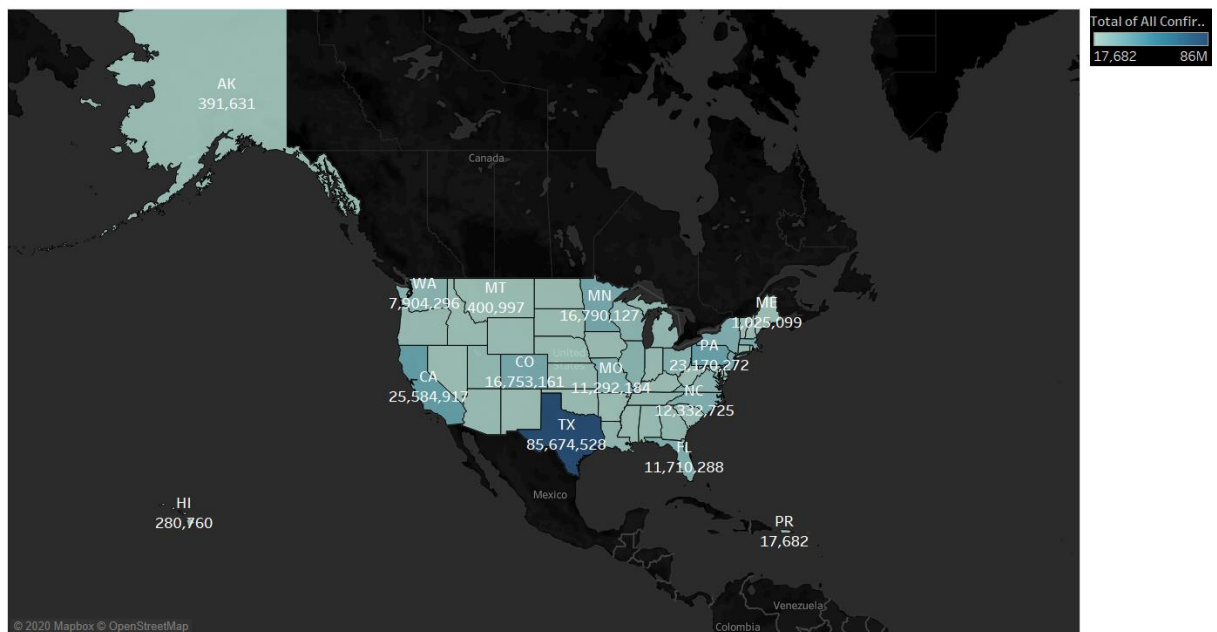 Total of All Confir..
17,682 86M
AK
391,631
Canada
WA
7,904,296
MT
400,997
MN
16,790,127
ME
1,025,099
PA
23,170,272
United
States
CO
16,753,161
MO
11,292,184
CA
25,584,917
NC
12,332,725
TX
85,674,528
FL
11,710,288
Mexico
HI
280,760
PR
17,682
Venezuela
Colombia
© 2020 Mapbox © OpenStreetMap